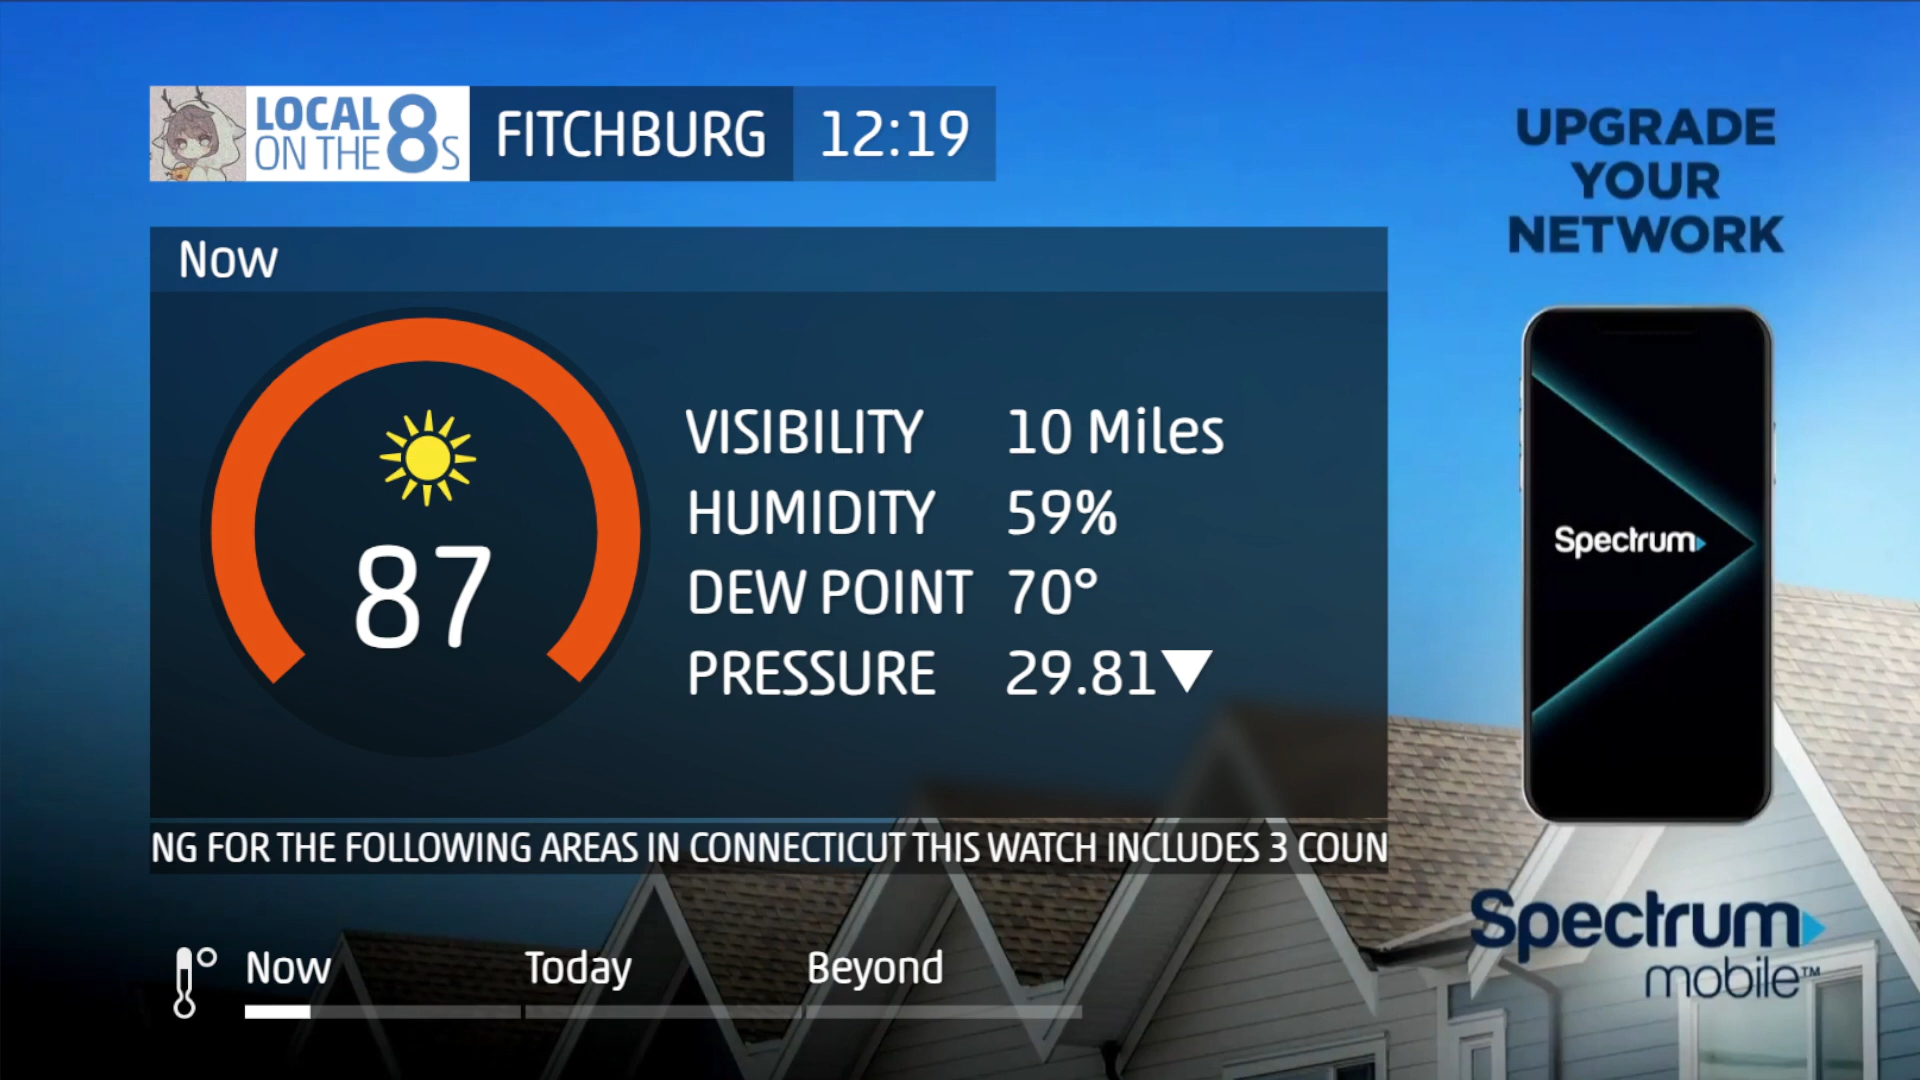 LOCAL
ON THE 8s
FITCHBURG
12:19
UPGRADE
YOUR
NETWORK
Now
87
VISIBILITY 10 Miles
HUMIDITY 59%
DEW POINT 70°
PRESSURE 29.81▼
Spectrum
NG FOR THE FOLLOWING AREAS IN CONNECTICUT THIS WATCH INCLUDES 3 COUN
Spectrum
mobile™
Now
Today
Beyond